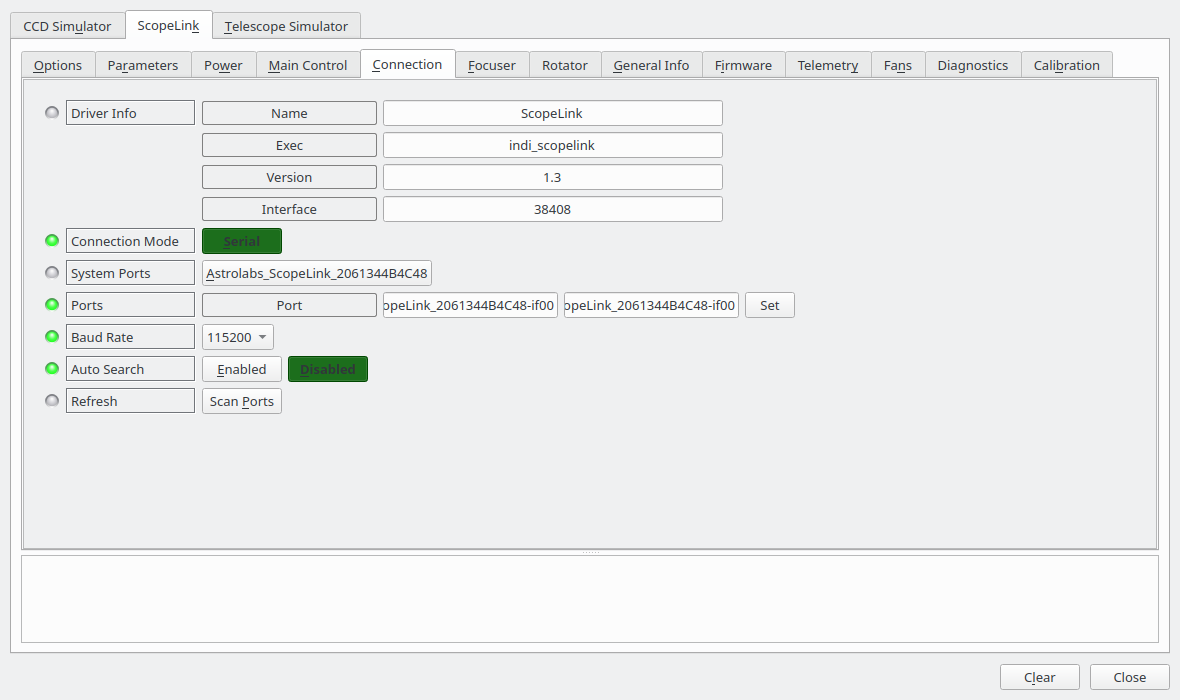 CCD Simulator ScopeLink Telescope Simulator
Options Parameters Power Main Control Connection Focuser Rotator General Info Firmware Telemetry Fans Diagnostics Calibration
Driver Info Name ScopeLink
Exec indi_scopelink
Version 1.3
Interface 38408
Connection Mode Serial
System Ports Astrolabs_ScopeLink_2061344B4C48
Ports Port opeLink_2061344B4C48-if00 opeLink_2061344B4C48-if00 Set
Baud Rate 115200
Auto Search Enabled Disabled
Refresh Scan Ports
Clear Close